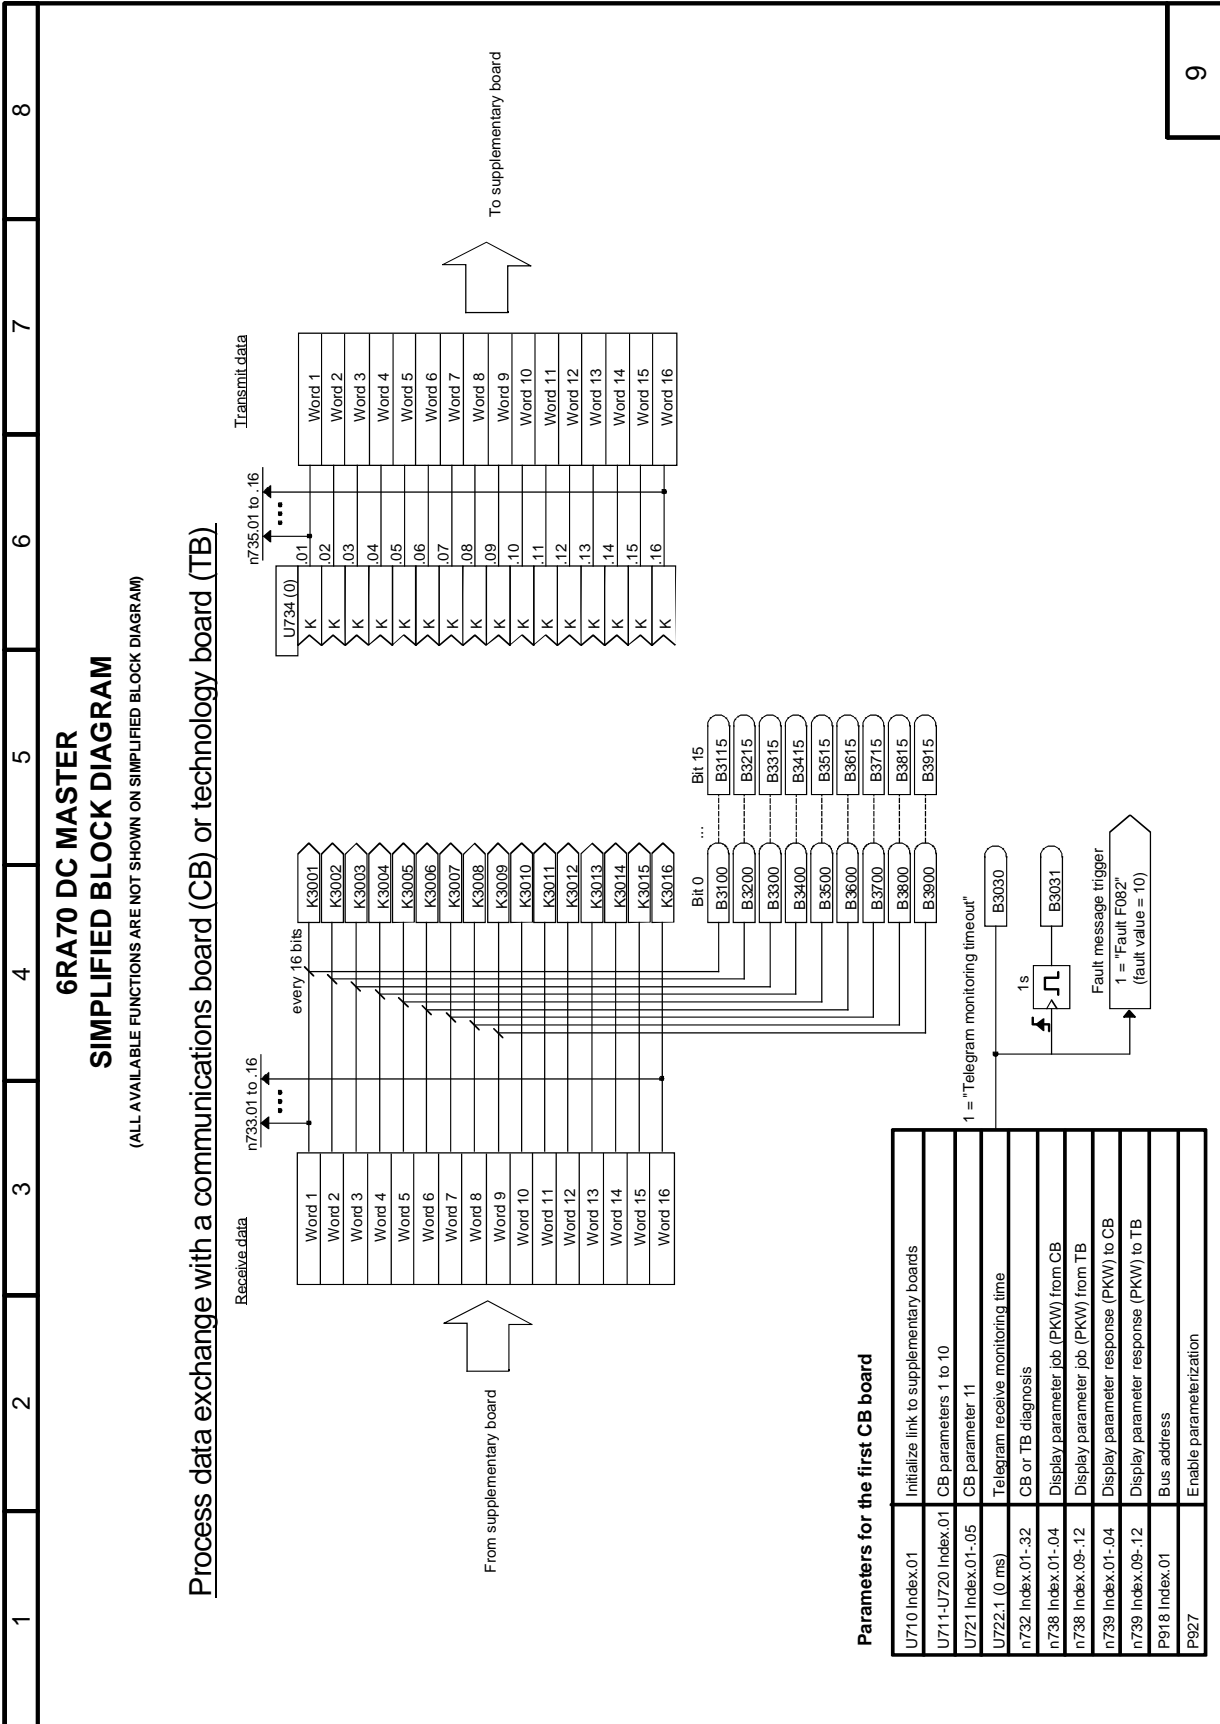 1 2 3 4 5 6 7 8
6RA70 DC MASTER
SIMPLIFIED BLOCK DIAGRAM
(ALL AVAILABLE FUNCTIONS ARE NOT SHOWN ON SIMPLIFIED BLOCK DIAGRAM)
Process data exchange with a communications board (CB) or technology board (TB)
Receive data
n733.01 to .16
From supplementary board
Word 1
Word 2
Word 3
Word 4
Word 5
Word 6
Word 7
Word 8
Word 9
Word 10
Word 11
Word 12
Word 13
Word 14
Word 15
Word 16
every 16 bits
K3001
K3002
K3003
K3004
K3005
K3006
K3007
K3008
K3009
K3010
K3011
K3012
K3013
K3014
K3015
K3016
Bit 0 ... Bit 15
B3100 B3115
B3200 B3215
B3300 B3315
B3400 B3415
B3500 B3515
B3600 B3615
B3700 B3715
B3800 B3815
B3900 B3915
n735.01 to .16
Transmit data
U734 (0)
K .01 Word 1
K .02 Word 2
K .03 Word 3
K .04 Word 4
K .05 Word 5
K .06 Word 6
K .07 Word 7
K .08 Word 8
K .09 Word 9
K .10 Word 10
K .11 Word 11
K .12 Word 12
K .13 Word 13
K .14 Word 14
K .15 Word 15
K .16 Word 16
To supplementary board
Parameters for the first CB board
U710 Index.01 Initialize link to supplementary boards
U711-U720 Index.01 CB parameters 1 to 10
U721 Index.01-.05 CB parameter 11
U722.1 (0 ms) Telegram receive monitoring time
n732 Index.01-.32 CB or TB diagnosis
n738 Index.01-.04 Display parameter job (PKW) from CB
n738 Index.09-.12 Display parameter job (PKW) from TB
n739 Index.01-.04 Display parameter response (PKW) to CB
n739 Index.09-.12 Display parameter response (PKW) to TB
P918 Index.01 Bus address
P927 Enable parameterization
1 = "Telegram monitoring timeout"
B3030
1s
B3031
Fault message trigger
1 = "Fault F082"
(fault value = 10)
9